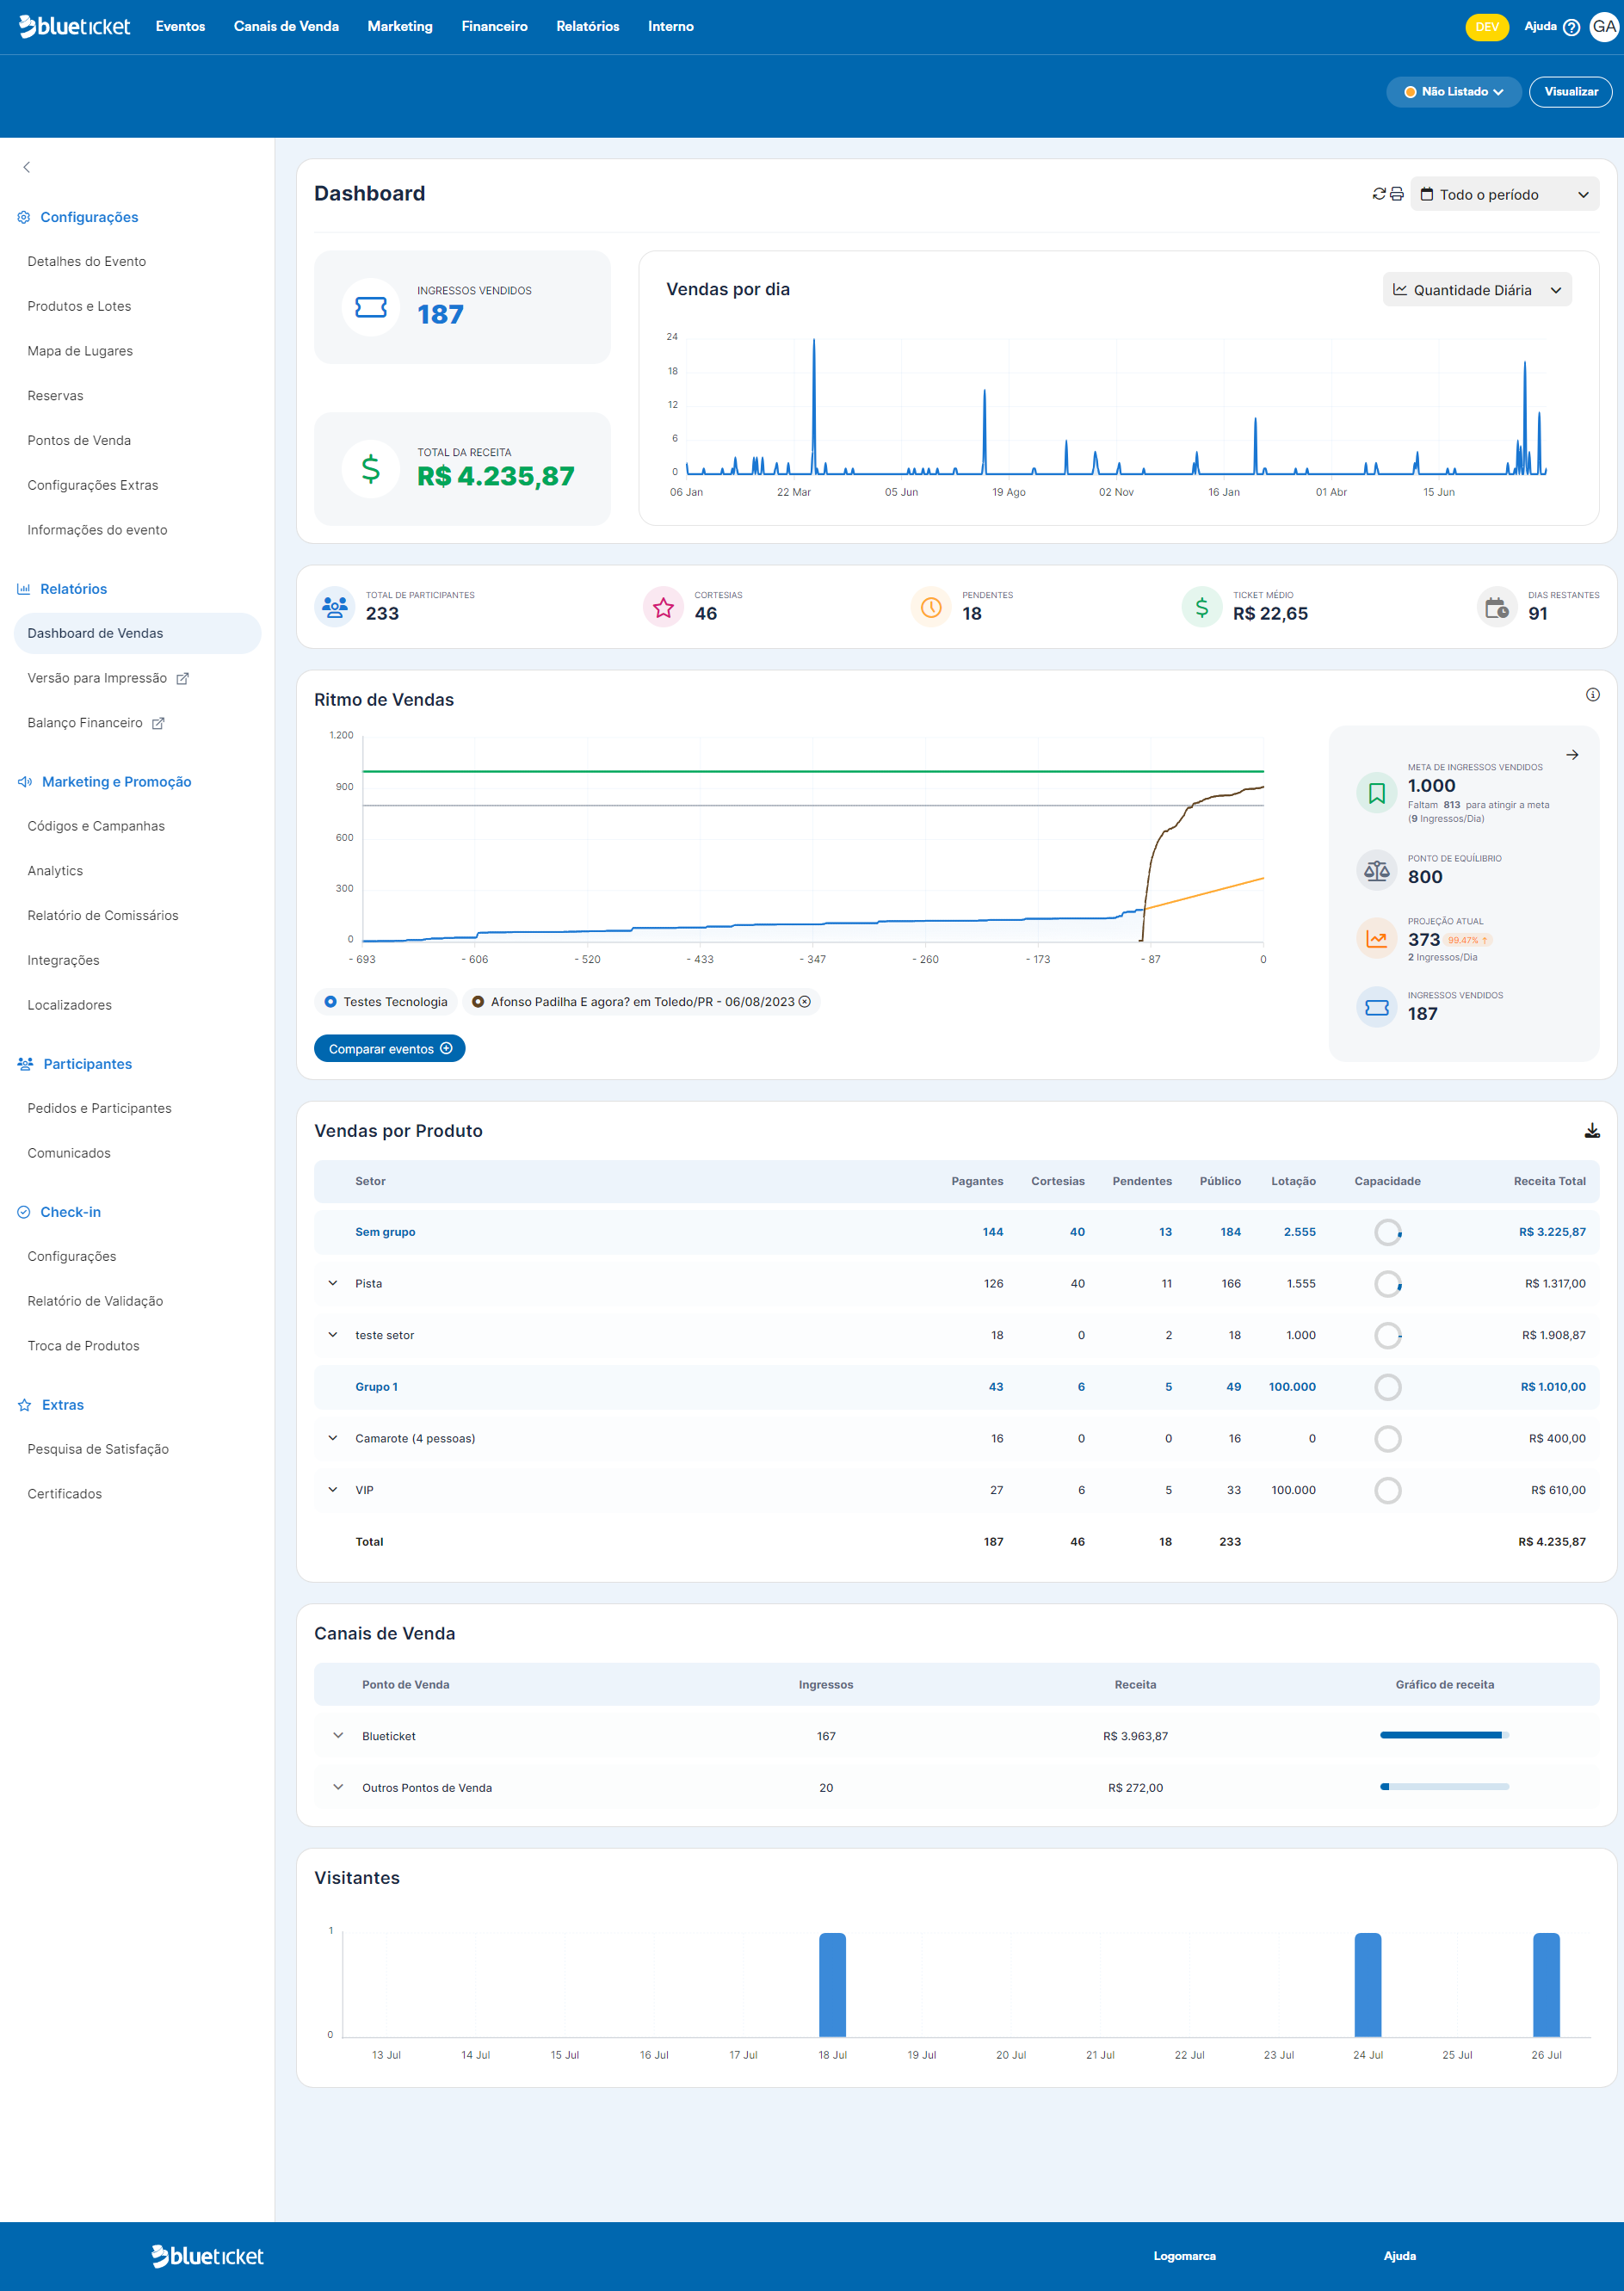 blueticket Eventos Canais de Venda Marketing Financeiro Relatórios Interno DEV Ajuda GA
Não Listado Visualizar
Configurações
Detalhes do Evento
Produtos e Lotes
Mapa de Lugares
Reservas
Pontos de Venda
Configurações Extras
Informações do evento
Relatórios
Dashboard de Vendas
Versão para Impressão
Balanço Financeiro
Marketing e Promoção
Códigos e Campanhas
Analytics
Relatório de Comissários
Integrações
Localizadores
Participantes
Pedidos e Participantes
Comunicados
Check-in
Configurações
Relatório de Validação
Troca de Produtos
Extras
Pesquisa de Satisfação
Certificados
Dashboard
Todo o período
INGRESSOS VENDIDOS
187
TOTAL DA RECEITA
R$ 4.235,87
Vendas por dia
Quantidade Diária
24
18
12
6
0
06 Jan 22 Mar 05 Jun 19 Ago 02 Nov 16 Jan 01 Abr 15 Jun
TOTAL DE PARTICIPANTES
233
CORTESIAS
46
PENDENTES
18
TICKET MÉDIO
R$ 22,65
DIAS RESTANTES
91
Ritmo de Vendas
1.200
900
600
300
0
- 693 - 606 - 520 - 433 - 347 - 260 - 173 - 87 0
Testes Tecnologia Afonso Padilha E agora? em Toledo/PR - 06/08/2023
Comparar eventos
META DE INGRESSOS VENDIDOS
1.000
Faltam 813 para atingir a meta
(9 Ingressos/Dia)
PONTO DE EQUÍLIBRIO
800
PROJEÇÃO ATUAL
373 99.47% ↑
2 Ingressos/Dia
INGRESSOS VENDIDOS
187
Vendas por Produto
Setor Pagantes Cortesias Pendentes Público Lotação Capacidade Receita Total
Sem grupo 144 40 13 184 2.555 R$ 3.225,87
Pista 126 40 11 166 1.555 R$ 1.317,00
teste setor 18 0 2 18 1.000 R$ 1.908,87
Grupo 1 43 6 5 49 100.000 R$ 1.010,00
Camarote (4 pessoas) 16 0 0 16 0 R$ 400,00
VIP 27 6 5 33 100.000 R$ 610,00
Total 187 46 18 233 R$ 4.235,87
Canais de Venda
Ponto de Venda Ingressos Receita Gráfico de receita
Blueticket 167 R$ 3.963,87
Outros Pontos de Venda 20 R$ 272,00
Visitantes
1
0
13 Jul 14 Jul 15 Jul 16 Jul 17 Jul 18 Jul 19 Jul 20 Jul 21 Jul 22 Jul 23 Jul 24 Jul 25 Jul 26 Jul
blueticket Logomarca Ajuda